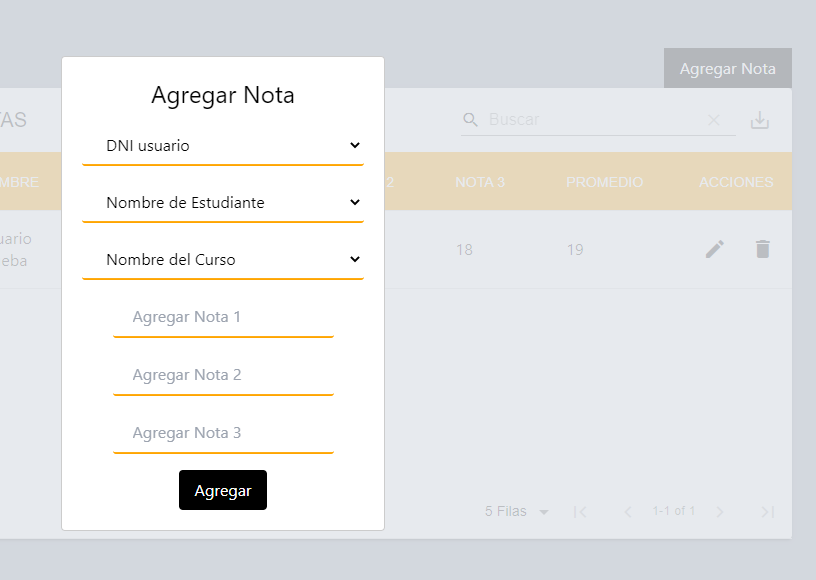 Agregar Nota
Agregar Nota
DNI usuario
Nombre de Estudiante
Nombre del Curso
Agregar Nota 1
Agregar Nota 2
Agregar Nota 3
Agregar
TAS
Buscar
MBRE 2 NOTA 3 PROMEDIO ACCIONES
uario
eba
18 19
5 Filas 1-1 of 1